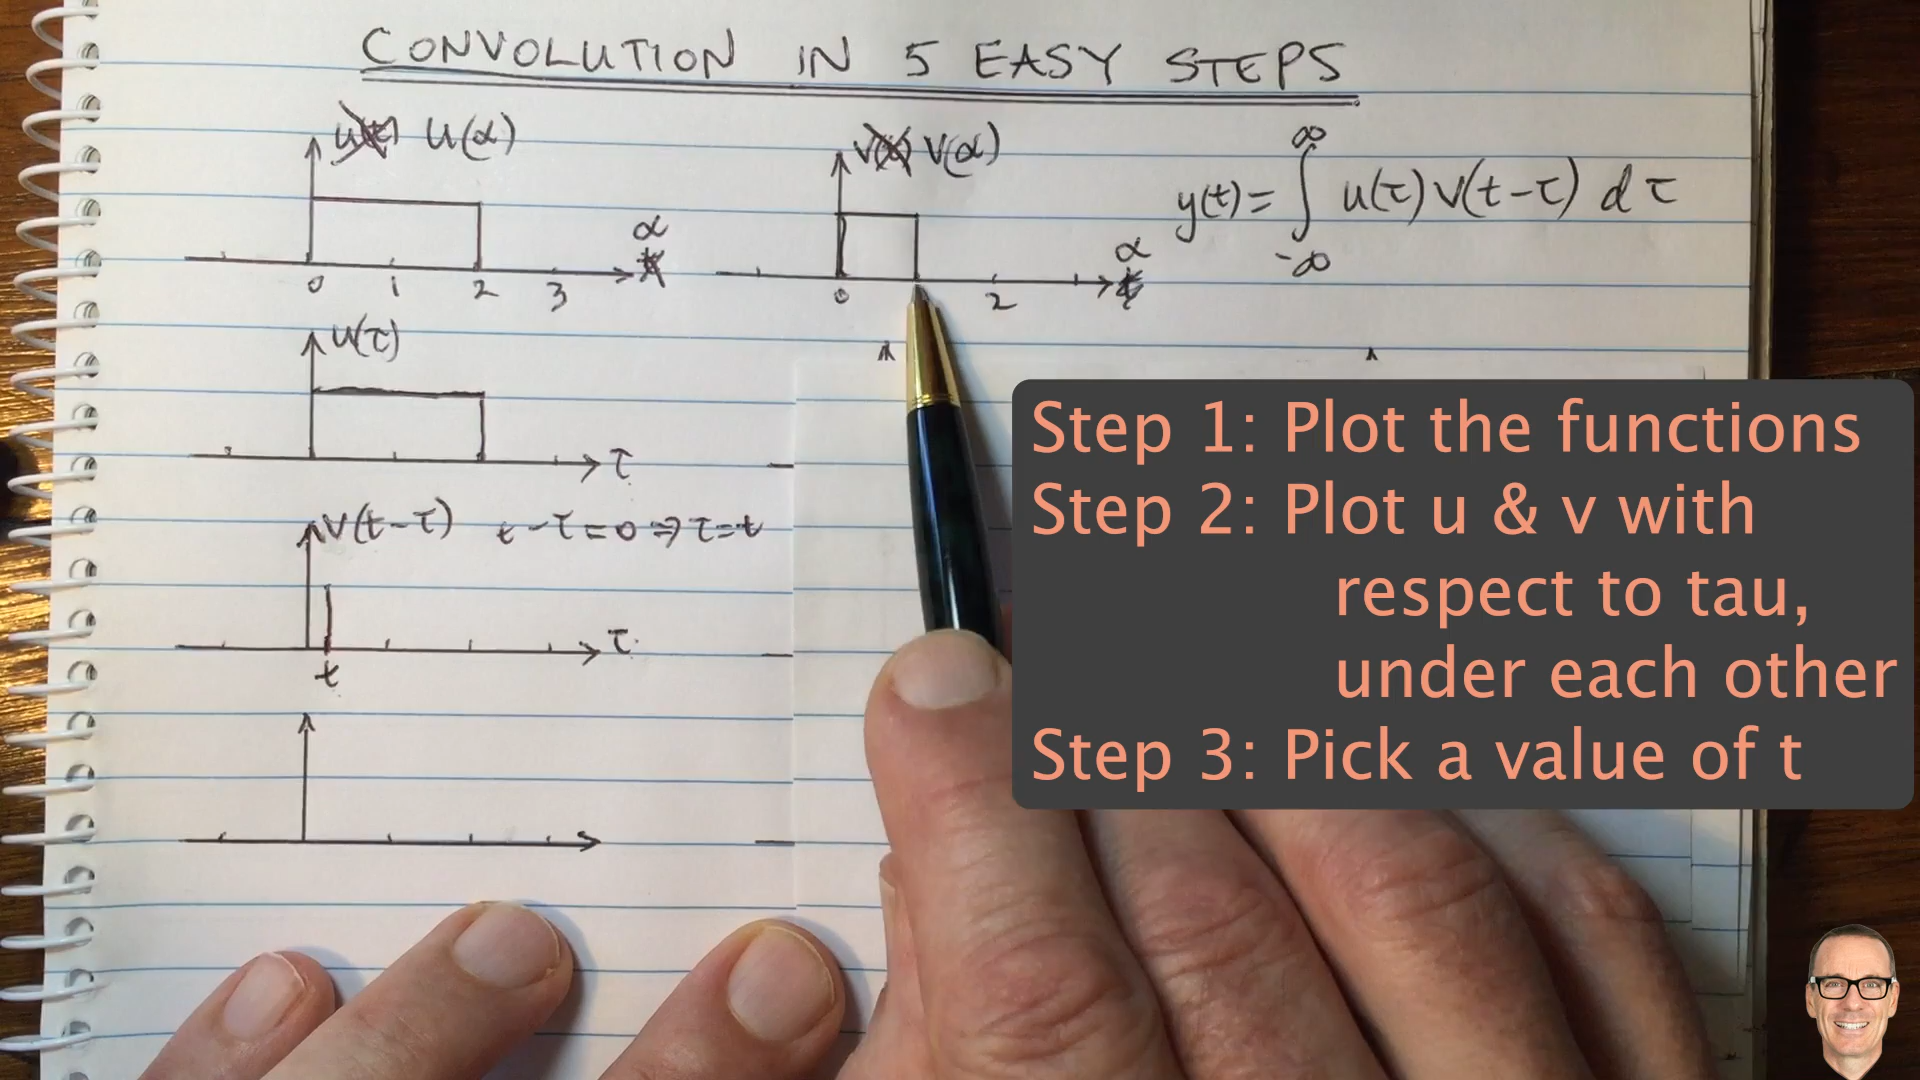 CONVOLUTION IN 5 EASY STEPS
u(α)
v(α)
y(t) = ∫ u(τ) v(t-τ) dτ
∞
-∞
α
α
0 1 2 3
0 2
u(τ)
τ
v(t-τ) t-τ=0 ⇒ τ=t
τ
t
Step 1: Plot the functions
Step 2: Plot u & v with
respect to tau,
under each other
Step 3: Pick a value of t